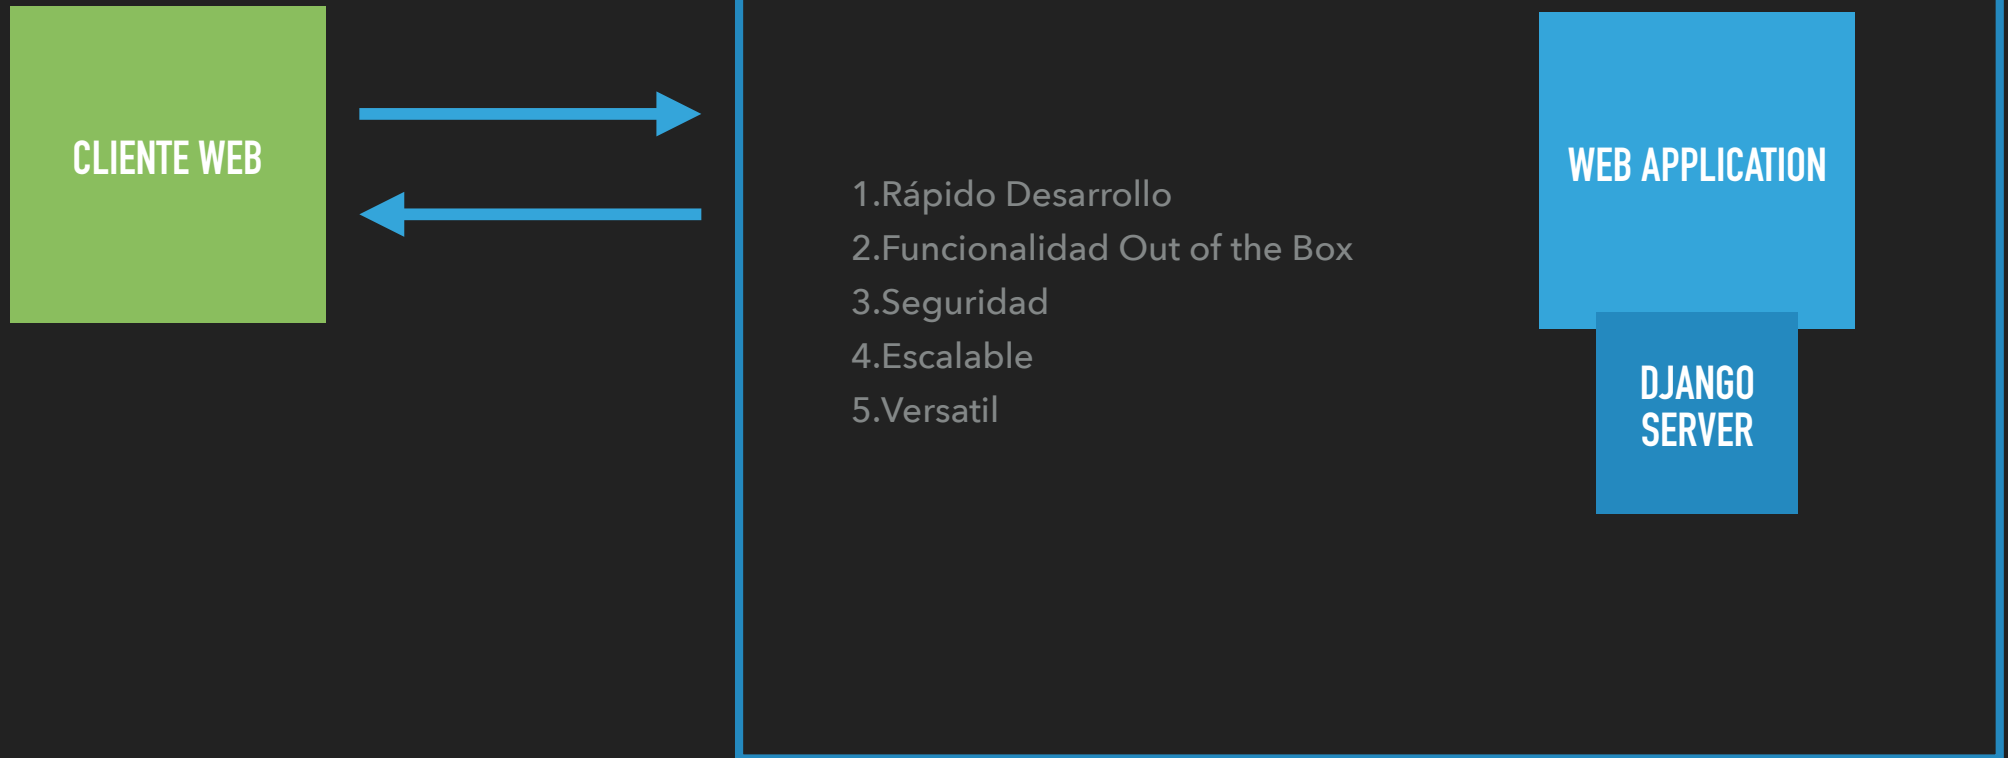 CLIENTE WEB
1.Rápido Desarrollo
2.Funcionalidad Out of the Box
3.Seguridad
4.Escalable
5.Versatil
WEB APPLICATION
DJANGO
SERVER